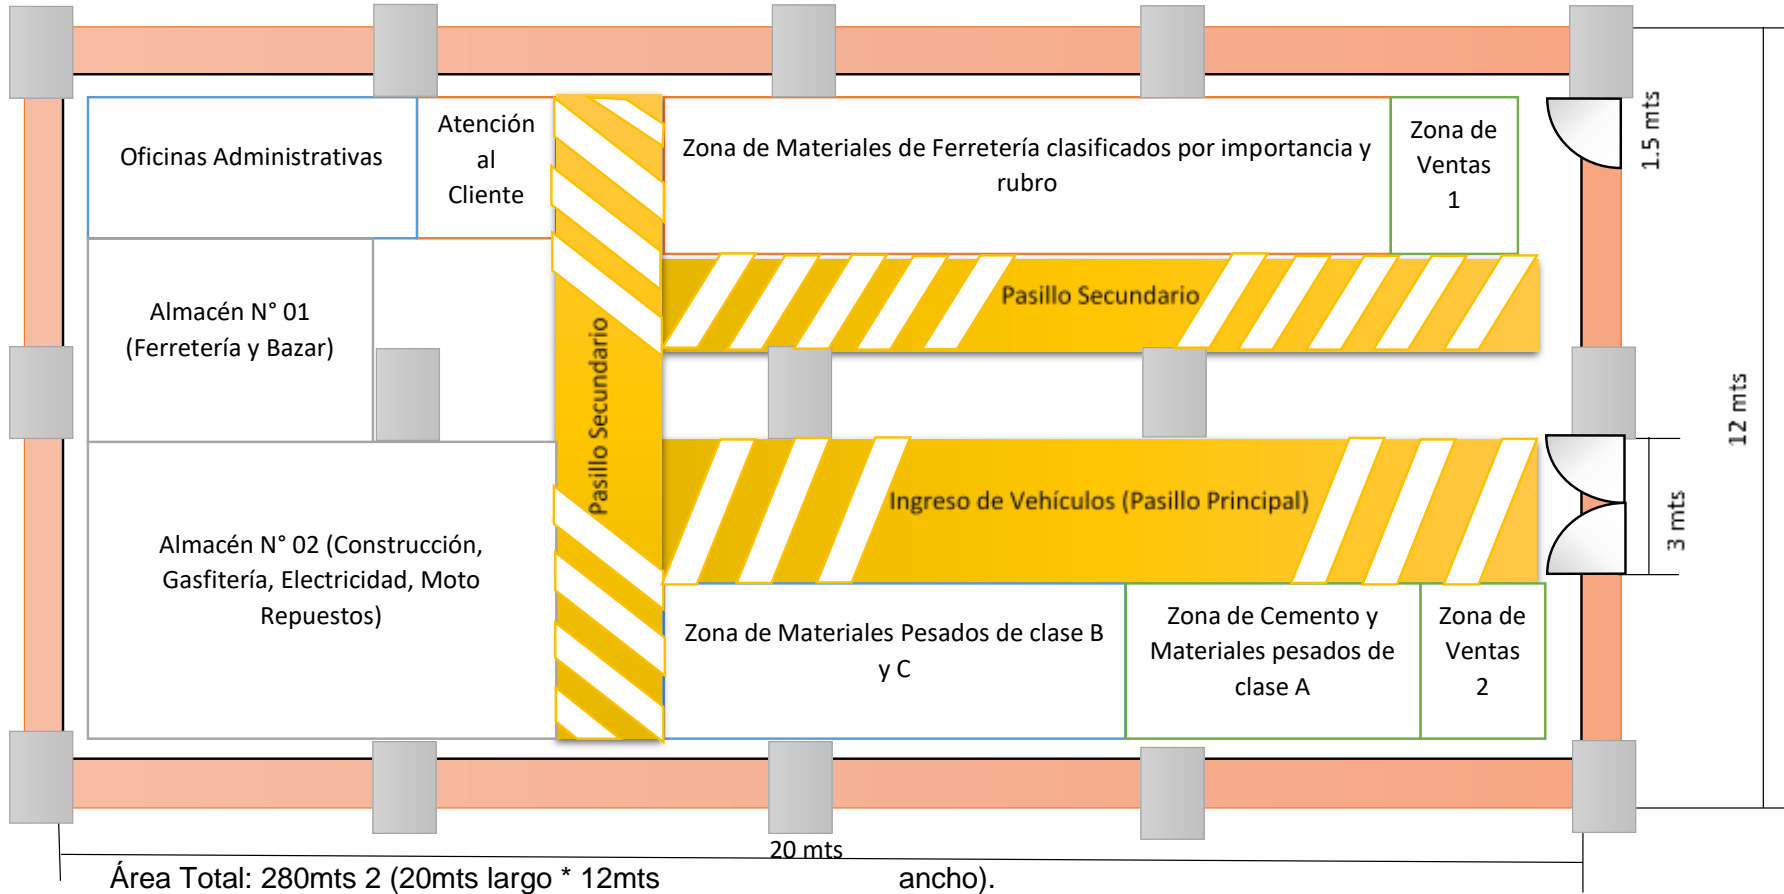 Oficinas Administrativas
Atención
al
Cliente
Zona de Materiales de Ferretería clasificados por importancia y
rubro
Zona de
Ventas
1
1.5 mts
Almacén N° 01
(Ferretería y Bazar)
Pasillo Secundario
Pasillo Secundario
12 mts
Ingreso de Vehículos (Pasillo Principal)
3 mts
Almacén N° 02 (Construcción,
Gasfitería, Electricidad, Moto
Repuestos)
Zona de Materiales Pesados de clase B
y C
Zona de Cemento y
Materiales pesados de
clase A
Zona de
Ventas
2
20 mts
Área Total: 280mts 2 (20mts largo * 12mts ancho).